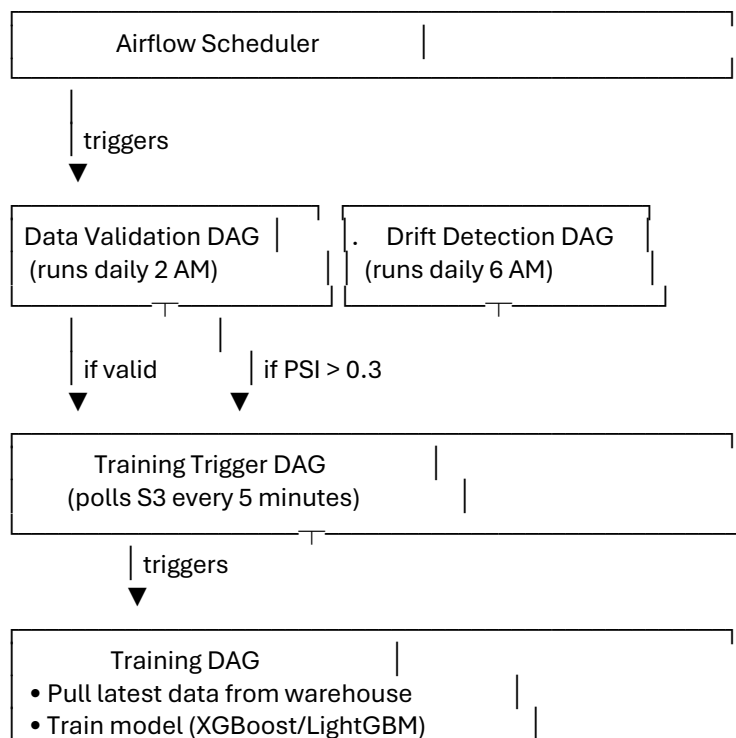 Airflow Scheduler
triggers
Data Validation DAG . Drift Detection DAG
(runs daily 2 AM) (runs daily 6 AM)
if valid if PSI > 0.3
Training Trigger DAG
(polls S3 every 5 minutes)
triggers
Training DAG
• Pull latest data from warehouse
• Train model (XGBoost/LightGBM)